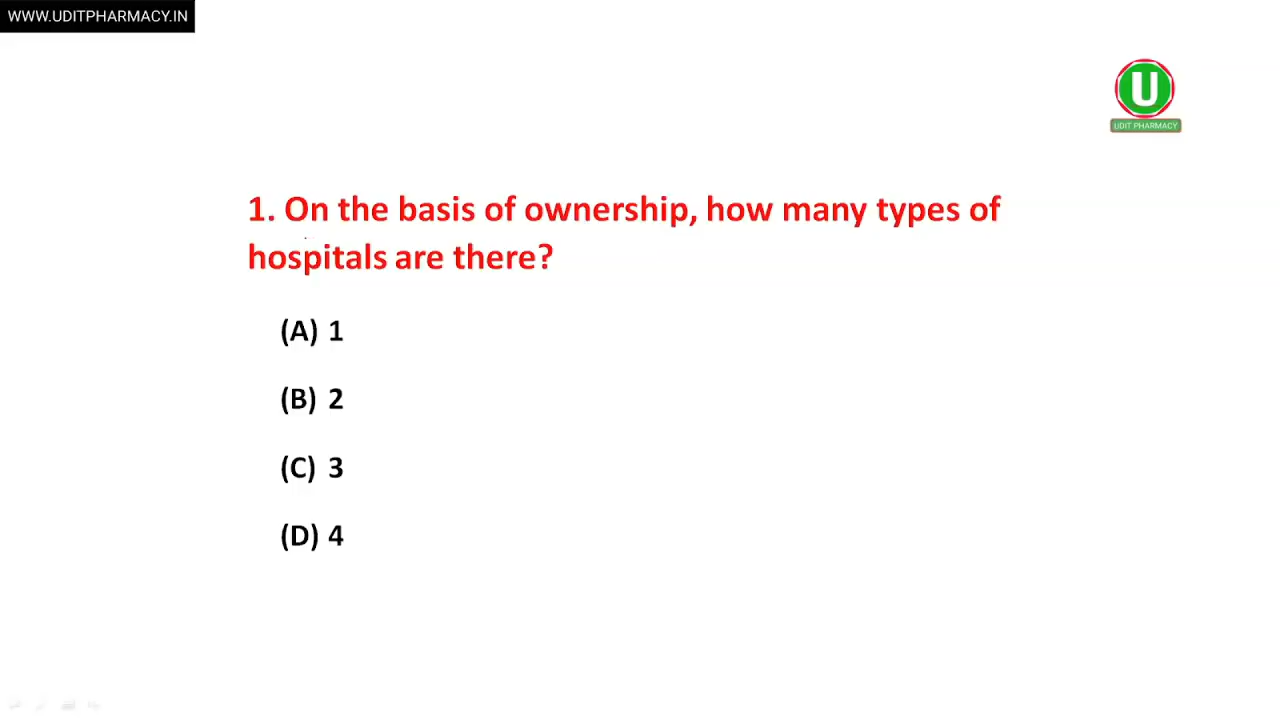 WWW.UDITPHARMACY.IN
U
UDIT PHARMACY
1. On the basis of ownership, how many types of
hospitals are there?
(A) 1
(B) 2
(C) 3
(D) 4